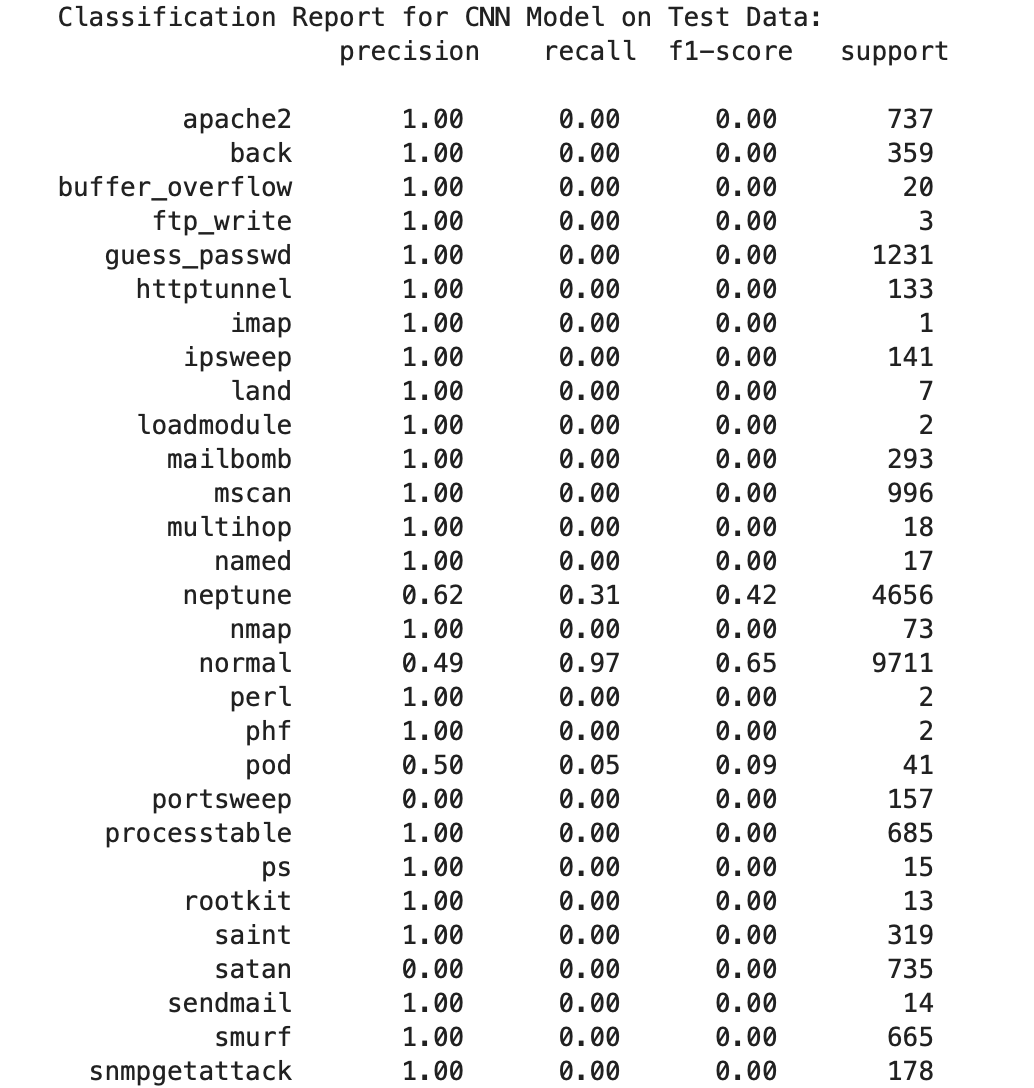 Classification Report for CNN Model on Test Data:
precision recall f1-score support
apache2 1.00 0.00 0.00 737
back 1.00 0.00 0.00 359
buffer_overflow 1.00 0.00 0.00 20
ftp_write 1.00 0.00 0.00 3
guess_passwd 1.00 0.00 0.00 1231
httptunnel 1.00 0.00 0.00 133
imap 1.00 0.00 0.00 1
ipsweep 1.00 0.00 0.00 141
land 1.00 0.00 0.00 7
loadmodule 1.00 0.00 0.00 2
mailbomb 1.00 0.00 0.00 293
mscan 1.00 0.00 0.00 996
multihop 1.00 0.00 0.00 18
named 1.00 0.00 0.00 17
neptune 0.62 0.31 0.42 4656
nmap 1.00 0.00 0.00 73
normal 0.49 0.97 0.65 9711
perl 1.00 0.00 0.00 2
phf 1.00 0.00 0.00 2
pod 0.50 0.05 0.09 41
portsweep 0.00 0.00 0.00 157
processtable 1.00 0.00 0.00 685
ps 1.00 0.00 0.00 15
rootkit 1.00 0.00 0.00 13
saint 1.00 0.00 0.00 319
satan 0.00 0.00 0.00 735
sendmail 1.00 0.00 0.00 14
smurf 1.00 0.00 0.00 665
snmpgetattack 1.00 0.00 0.00 178